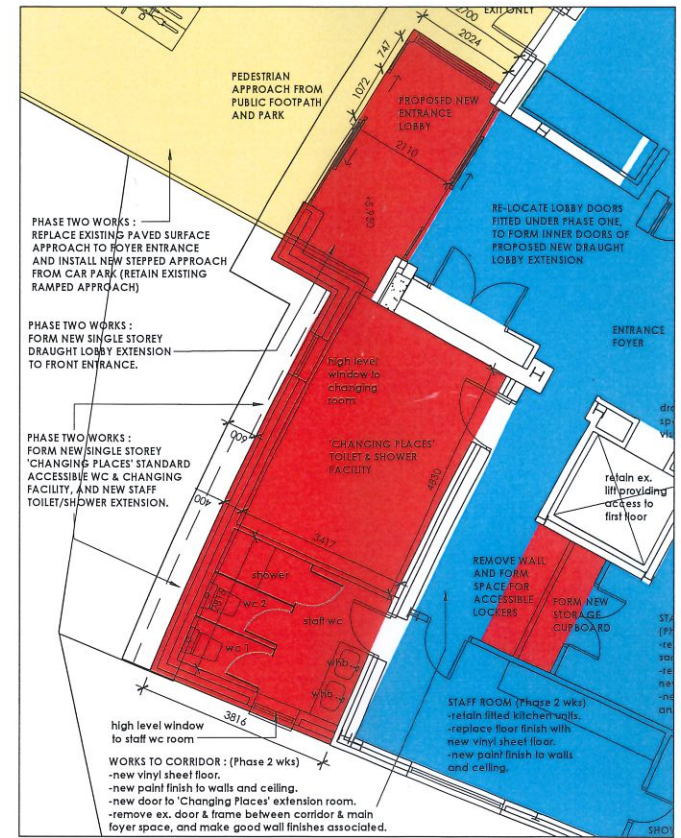 EXIT ONLY
2700
2024
747
1072
PEDESTRIAN
APPROACH FROM
PUBLIC FOOTPATH
AND PARK
PROPOSED NEW
ENTRANCE
LOBBY
2110
PHASE TWO WORKS :
REPLACE EXISTING PAVED SURFACE
APPROACH TO FOYER ENTRANCE
AND INSTALL NEW STEPPED APPROACH
FROM CAR PARK (RETAIN EXISTING
RAMPED APPROACH)
RE-LOCATE LOBBY DOORS
FITTED UNDER PHASE ONE,
TO FORM INNER DOORS OF
PROPOSED NEW DRAUGHT
LOBBY EXTENSION
PHASE TWO WORKS :
FORM NEW SINGLE STOREY
DRAUGHT LOBBY EXTENSION
TO FRONT ENTRANCE.
ENTRANCE
FOYER
high level
window to
changing
room
PHASE TWO WORKS :
FORM NEW SINGLE STOREY
'CHANGING PLACES' STANDARD
ACCESSIBLE WC & CHANGING
FACILITY, AND NEW STAFF
TOILET/SHOWER EXTENSION.
600
400
'CHANGING PLACES'
TOILET & SHOWER
FACILITY
4850
3417
retain ex.
lift providing
access to
first floor
REMOVE WALL
AND FORM
SPACE FOR
ACCESSIBLE
LOCKERS
FORM NEW
STORAGE
CUPBOARD
shower
wc 2
staff wc
wc 1
whb
whb
3816
high level window
to staff wc room
STAFF ROOM (Phase 2 wks)
-retain fitted kitchen units.
-replace floor finish with
new vinyl sheet floor.
-new paint finish to walls
and ceiling.
WORKS TO CORRIDOR : (Phase 2 wks)
-new vinyl sheet floor.
-new paint finish to walls and ceiling.
-new door to 'Changing Places' extension room.
-remove ex. door & frame between corridor & main
foyer space, and make good wall finishes associated.